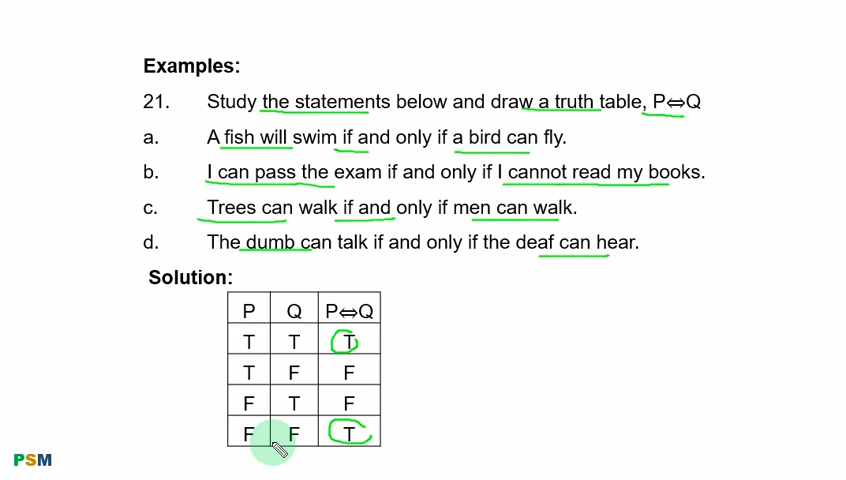 Examples:
21. Study the statements below and draw a truth table, P⇔Q
a. A fish will swim if and only if a bird can fly.
b. I can pass the exam if and only if I cannot read my books.
c. Trees can walk if and only if men can walk.
d. The dumb can talk if and only if the deaf can hear.
Solution:
P Q P⇔Q
T T T
T F F
F T F
F F T
PSM